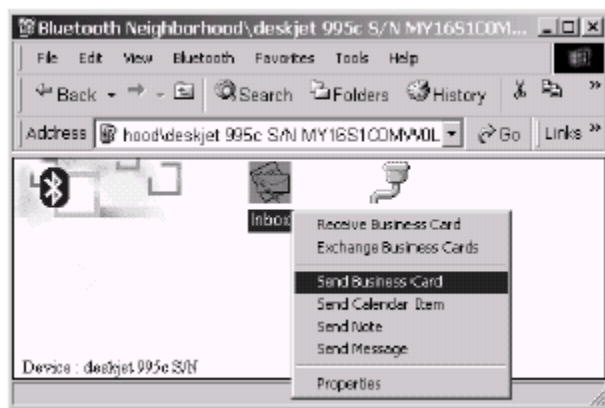 Bluetooth Neighborhood\deskjet 995c S/N MY16S1C0M...
File Edit View Bluetooth Favorites Tools Help
Back Search Folders History »
Address hood\deskjet 995c S/N Go Links »
Inbox
Receive Business Card
Exchange Business Cards
Send Business Card
Send Calendar Item
Send Note
Send Message
Properties
Device : deskjet 995c S/N